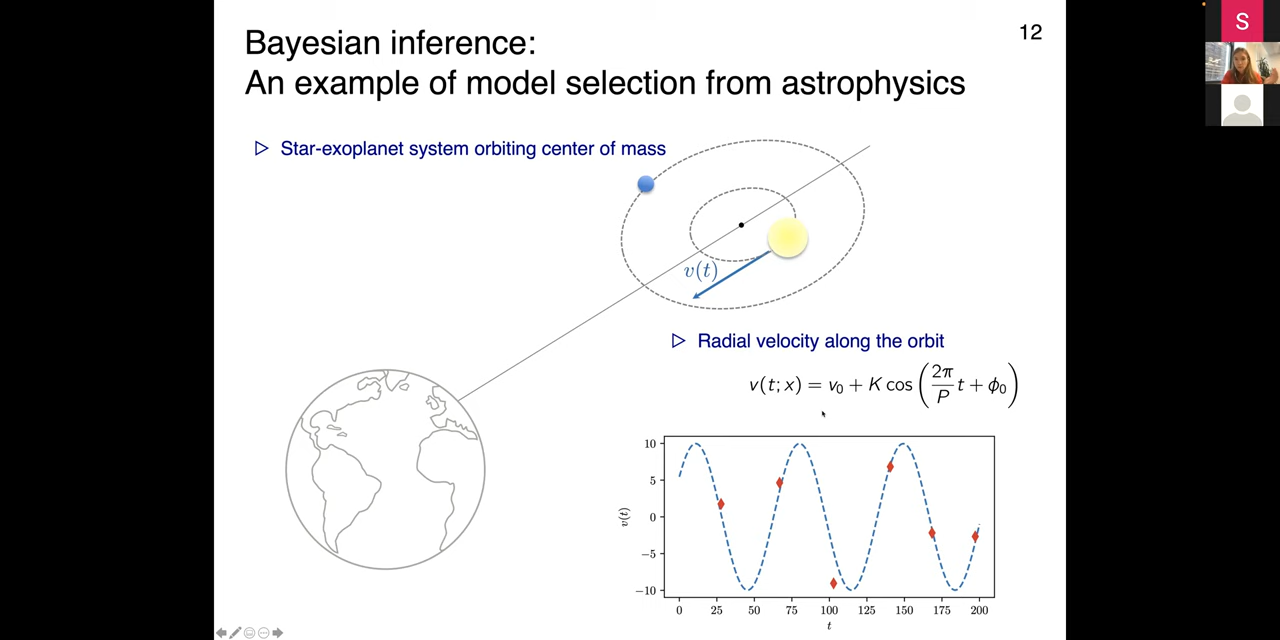 12
S
Bayesian inference:
An example of model selection from astrophysics
▷ Star-exoplanet system orbiting center of mass
v(t)
▷ Radial velocity along the orbit
v(t; x) = v₀ + K cos (2π/P t + ϕ₀)
10
5
0
−5
−10
v(t)
0 25 50 75 100 125 150 175 200
t